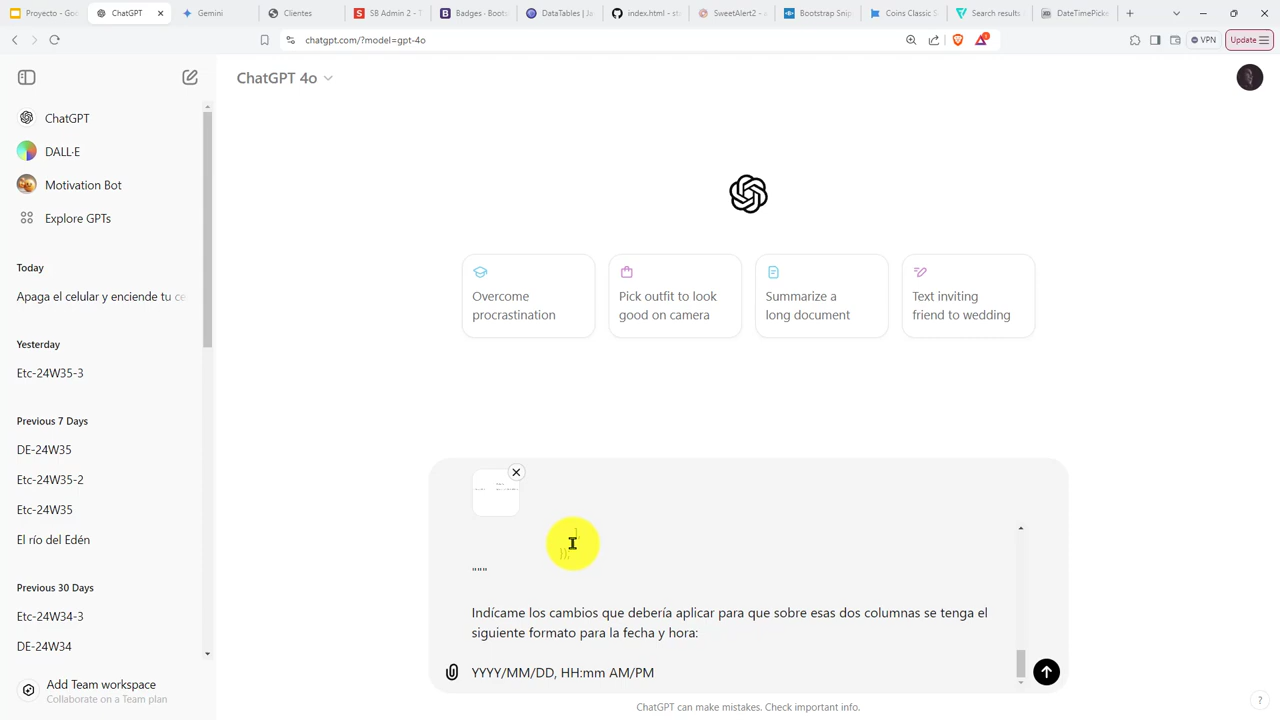 Proyecto - Goo
ChatGPT
Gemini
Clientes
SB Admin 2 - T
Badges · Boots
DataTables | Ja
index.html - sta
SweetAlert2 - a
Bootstrap Snip
Coins Classic S
Search results
DateTimePicke
chatgpt.com/?model=gpt-4o
1
VPN
Update
ChatGPT 4o
ChatGPT
DALL·E
Motivation Bot
Explore GPTs
Today
Apaga el celular y enciende tu ce
Yesterday
Etc-24W35-3
Previous 7 Days
DE-24W35
Etc-24W35-2
Etc-24W35
El río del Edén
Previous 30 Days
Etc-24W34-3
DE-24W34
Add Team workspace
Collaborate on a Team plan
Overcome
procrastination
Pick outfit to look
good on camera
Summarize a
long document
Text inviting
friend to wedding
]
});
"""
Indícame los cambios que debería aplicar para que sobre esas dos columnas se tenga el
siguiente formato para la fecha y hora:
YYYY/MM/DD, HH:mm AM/PM
ChatGPT can make mistakes. Check important info.
?